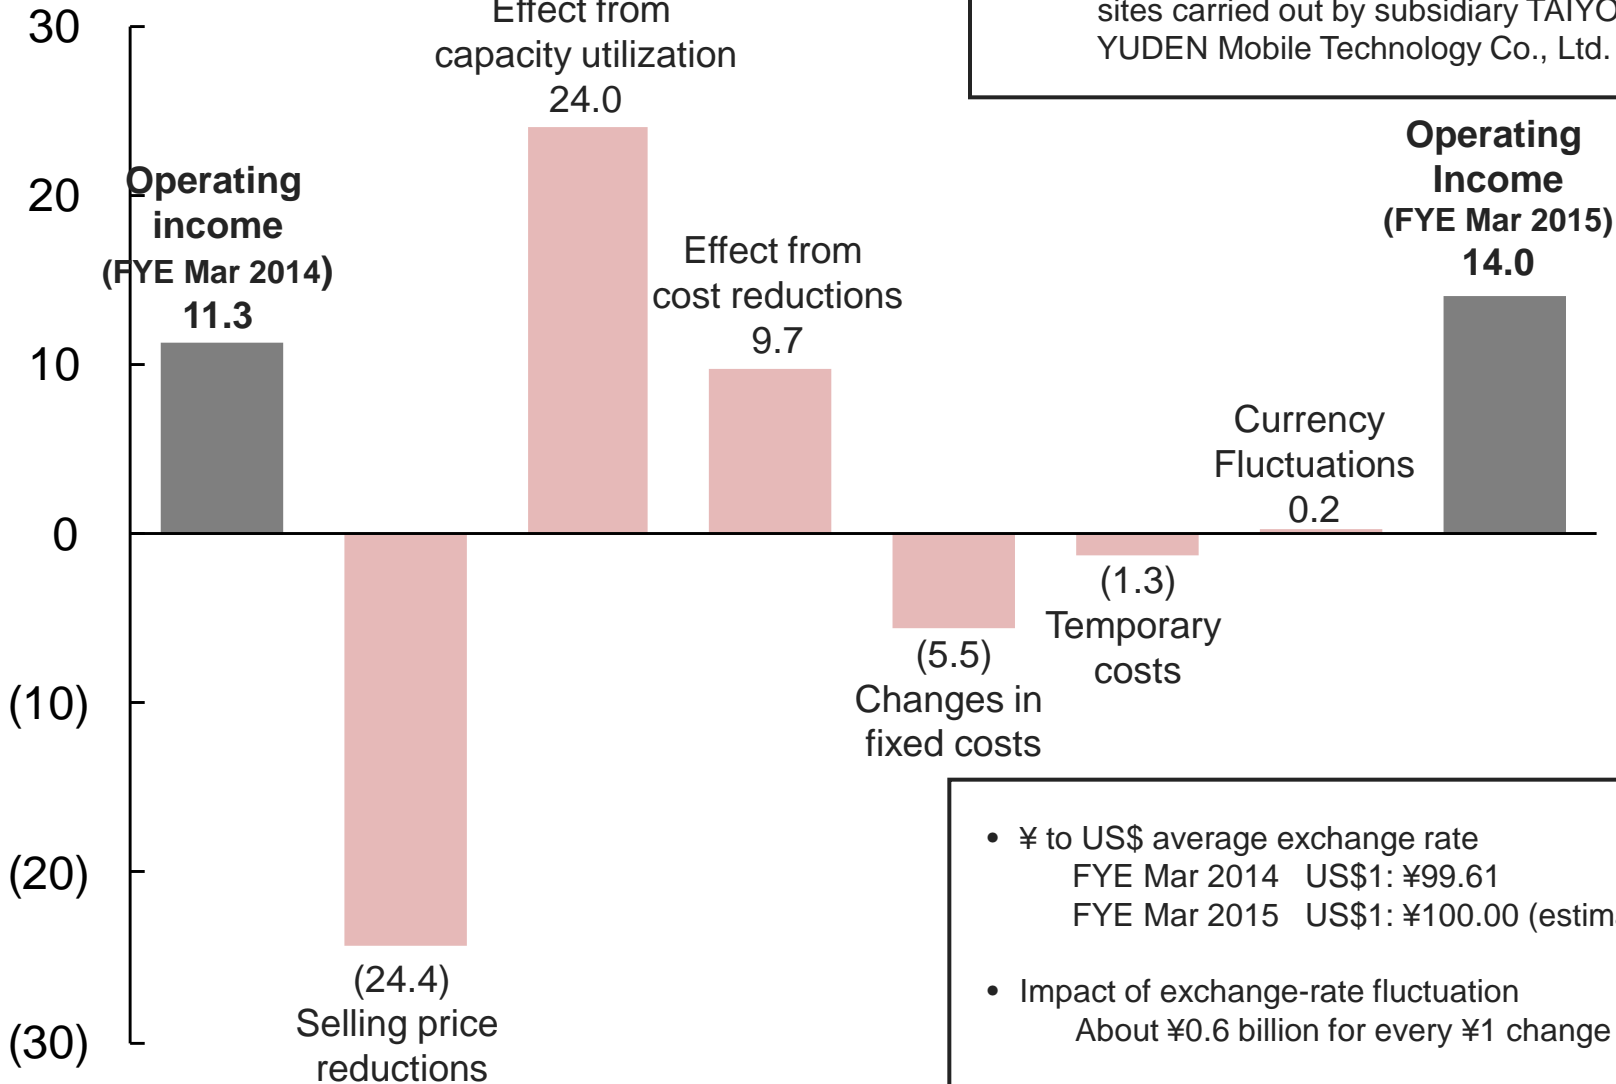 Effect from
capacity utilization
24.0
sites carried out by subsidiary TAIYO
YUDEN Mobile Technology Co., Ltd.
30
20
10
0
(10)
(20)
(30)
Operating
income
(FYE Mar 2014)
11.3
(24.4)
Selling price
reductions
Effect from
cost reductions
9.7
(5.5)
Changes in
fixed costs
(1.3)
Temporary
costs
Currency
Fluctuations
0.2
Operating
Income
(FYE Mar 2015)
14.0
• ¥ to US$ average exchange rate
FYE Mar 2014 US$1: ¥99.61
FYE Mar 2015 US$1: ¥100.00
• Impact of exchange-rate fluctuation
About ¥0.6 billion for every ¥1 change